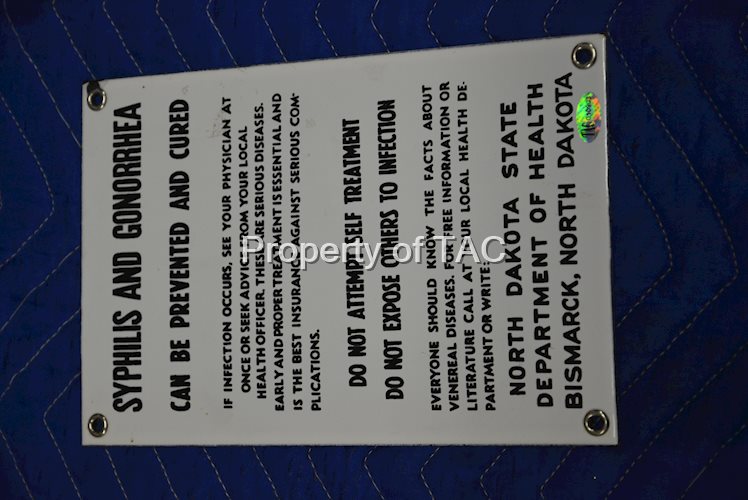 SYPHILIS AND GONORRHEA
CAN BE PREVENTED AND CURED
IF INFECTION OCCURS, SEE YOUR PHYSICIAN AT
ONCE OR SEEK ADVICE FROM YOUR LOCAL
HEALTH OFFICER. THESE ARE SERIOUS DISEASES.
EARLY AND PROPER TREATMENT IS ESSENTIAL AND
IS THE BEST INSURANCE AGAINST SERIOUS COM-
PLICATIONS.
DO NOT ATTEMPT SELF TREATMENT
DO NOT EXPOSE OTHERS TO INFECTION
EVERYONE SHOULD KNOW THE FACTS ABOUT
VENEREAL DISEASES. FOR FREE INFORMATION OR
LITERATURE CALL AT YOUR LOCAL HEALTH DE-
PARTMENT OR WRITE:
NORTH DAKOTA STATE
DEPARTMENT OF HEALTH
BISMARCK, NORTH DAKOTA
Property of TAC